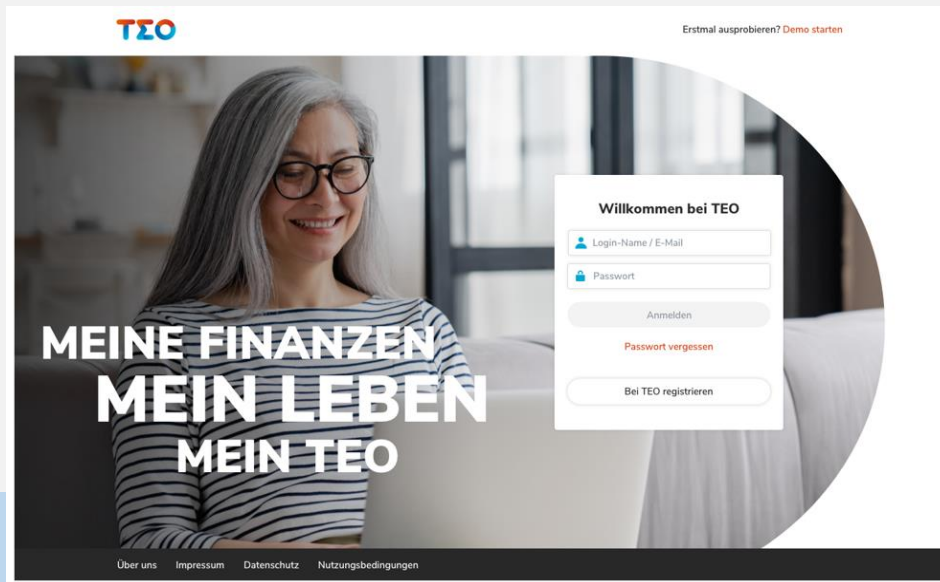 TEO
Erstmal ausprobieren? Demo starten
Willkommen bei TEO
Login-Name / E-Mail
Passwort
Anmelden
Passwort vergessen
Bei TEO registrieren
MEINE FINANZEN
MEIN LEBEN
MEIN TEO
Über uns Impressum Datenschutz Nutzungsbedingungen